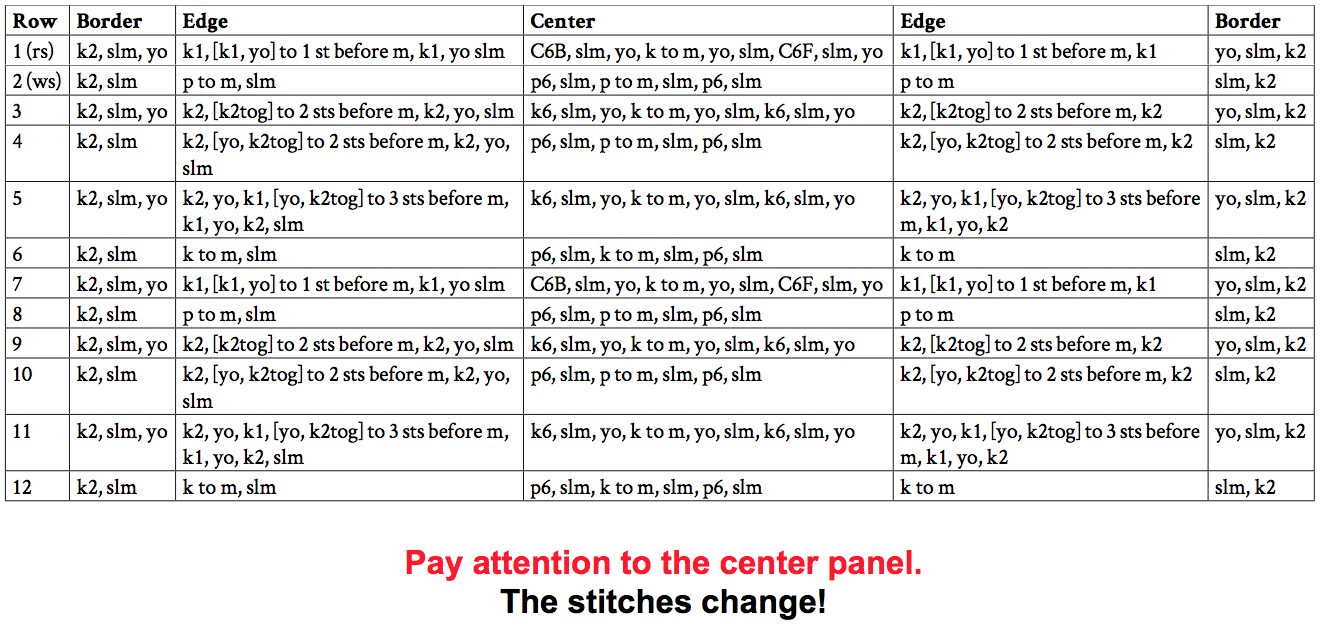 Row Border Edge Center Edge Border
1 (rs) k2, slm, yo k1, [k1, yo] to 1 st before m, k1, yo slm C6B, slm, yo, k to m, yo, slm, C6F, slm, yo k1, [k1, yo] to 1 st before m, k1 yo, slm, k2
2 (ws) k2, slm p to m, slm p6, slm, p to m, slm, p6, slm p to m slm, k2
3 k2, slm, yo k2, [k2tog] to 2 sts before m, k2, yo, slm k6, slm, yo, k to m, yo, slm, k6, slm, yo k2, [k2tog] to 2 sts before m, k2 yo, slm, k2
4 k2, slm k2, [yo, k2tog] to 2 sts before m, k2, yo, p6, slm, p to m, slm, p6, slm k2, [yo, k2tog] to 2 sts before m, k2 slm, k2
slm
5 k2, slm, yo k2, yo, k1, [yo, k2tog] to 3 sts before m, k6, slm, yo, k to m, yo, slm, k6, slm, yo k2, yo, k1, [yo, k2tog] to 3 sts before yo, slm, k2
k1, yo, k2, slm m, k1, yo, k2
6 k2, slm k to m, slm p6, slm, k to m, slm, p6, slm k to m slm, k2
7 k2, slm, yo k1, [k1, yo] to 1 st before m, k1, yo slm C6B, slm, yo, k to m, yo, slm, C6F, slm, yo k1, [k1, yo] to 1 st before m, k1 yo, slm, k2
8 k2, slm p to m, slm p6, slm, p to m, slm, p6, slm p to m slm, k2
9 k2, slm, yo k2, [k2tog] to 2 sts before m, k2, yo, slm k6, slm, yo, k to m, yo, slm, k6, slm, yo k2, [k2tog] to 2 sts before m, k2 yo, slm, k2
10 k2, slm k2, [yo, k2tog] to 2 sts before m, k2, yo, p6, slm, p to m, slm, p6, slm k2, [yo, k2tog] to 2 sts before m, k2 slm, k2
slm
11 k2, slm, yo k2, yo, k1, [yo, k2tog] to 3 sts before m, k6, slm, yo, k to m, yo, slm, k6, slm, yo k2, yo, k1, [yo, k2tog] to 3 sts before yo, slm, k2
k1, yo, k2, slm m, k1, yo, k2
12 k2, slm k to m, slm p6, slm, k to m, slm, p6, slm k to m slm, k2
Pay attention to the center panel.
The stitches change!